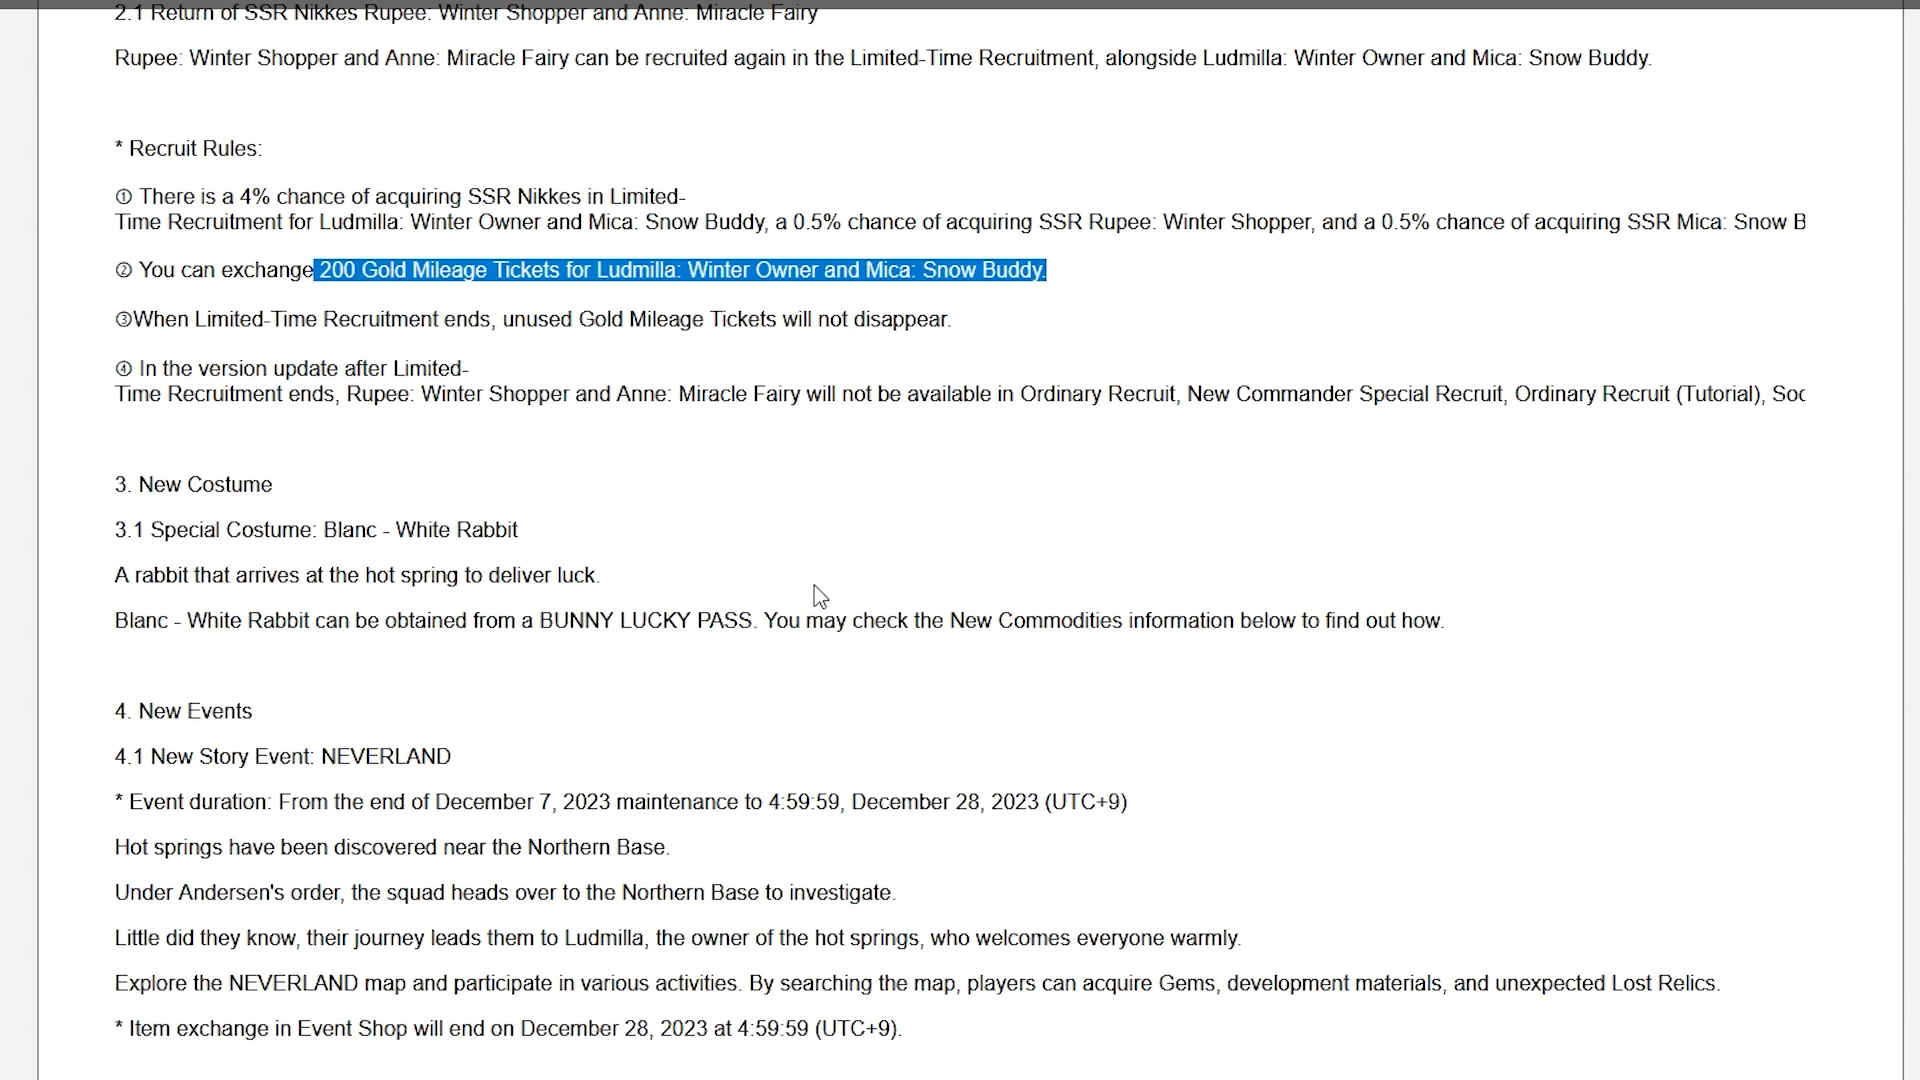 2.1 Return of SSR Nikkes Rupee: Winter Shopper and Anne: Miracle Fairy
Rupee: Winter Shopper and Anne: Miracle Fairy can be recruited again in the Limited-Time Recruitment, alongside Ludmilla: Winter Owner and Mica: Snow Buddy.
* Recruit Rules:
① There is a 4% chance of acquiring SSR Nikkes in Limited-
Time Recruitment for Ludmilla: Winter Owner and Mica: Snow Buddy, a 0.5% chance of acquiring SSR Rupee: Winter Shopper, and a 0.5% chance of acquiring SSR Mica: Snow B
② You can exchange 200 Gold Mileage Tickets for Ludmilla: Winter Owner and Mica: Snow Buddy.
③When Limited-Time Recruitment ends, unused Gold Mileage Tickets will not disappear.
④ In the version update after Limited-
Time Recruitment ends, Rupee: Winter Shopper and Anne: Miracle Fairy will not be available in Ordinary Recruit, New Commander Special Recruit, Ordinary Recruit (Tutorial), Soc
3. New Costume
3.1 Special Costume: Blanc - White Rabbit
A rabbit that arrives at the hot spring to deliver luck.
Blanc - White Rabbit can be obtained from a BUNNY LUCKY PASS. You may check the New Commodities information below to find out how.
4. New Events
4.1 New Story Event: NEVERLAND
* Event duration: From the end of December 7, 2023 maintenance to 4:59:59, December 28, 2023 (UTC+9)
Hot springs have been discovered near the Northern Base.
Under Andersen's order, the squad heads over to the Northern Base to investigate.
Little did they know, their journey leads them to Ludmilla, the owner of the hot springs, who welcomes everyone warmly.
Explore the NEVERLAND map and participate in various activities. By searching the map, players can acquire Gems, development materials, and unexpected Lost Relics.
* Item exchange in Event Shop will end on December 28, 2023 at 4:59:59 (UTC+9).